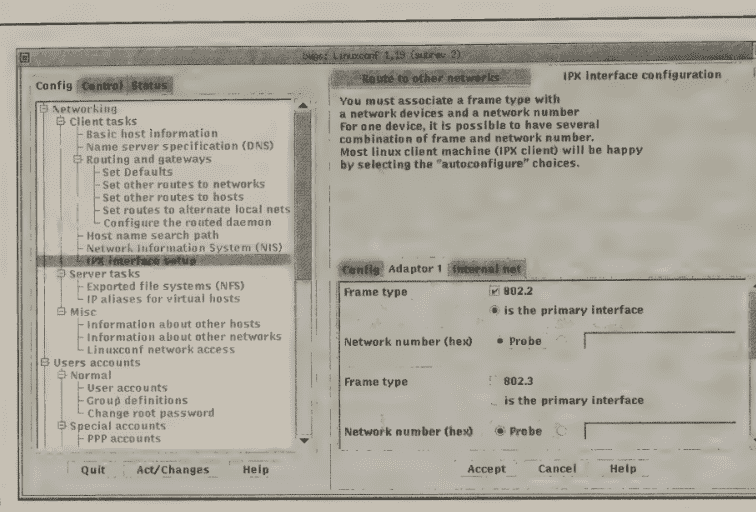 Linuxconf 1.19 (subrev 2)
Config Control Status
Networking
Client tasks
Basic host information
Name server specification (DNS)
Routing and gateways
Set Defaults
Set other routes to networks
Set other routes to hosts
Set routes to alternate local nets
Configure the routed daemon
Host name search path
Network Information System (NIS)
IPX interface setup
Server tasks
Exported file systems (NFS)
IP aliases for virtual hosts
Misc
Information about other hosts
Information about other networks
Linuxconf network access
Users accounts
Normal
User accounts
Group definitions
Change root password
Special accounts
PPP accounts
Quit Act/Changes Help
Route to other networks IPX interface configuration
You must associate a frame type with
a network devices and a network number
For one device, it is possible to have several
combination of frame and network number.
Most linux client machine (IPX client) will be happy
by selecting the "autoconfigure" choices.
Config Adaptor 1 Internal net
Frame type 802.2
is the primary interface
Network number (hex) Probe
Frame type 802.3
is the primary interface
Network number (hex) Probe
Accept Cancel Help